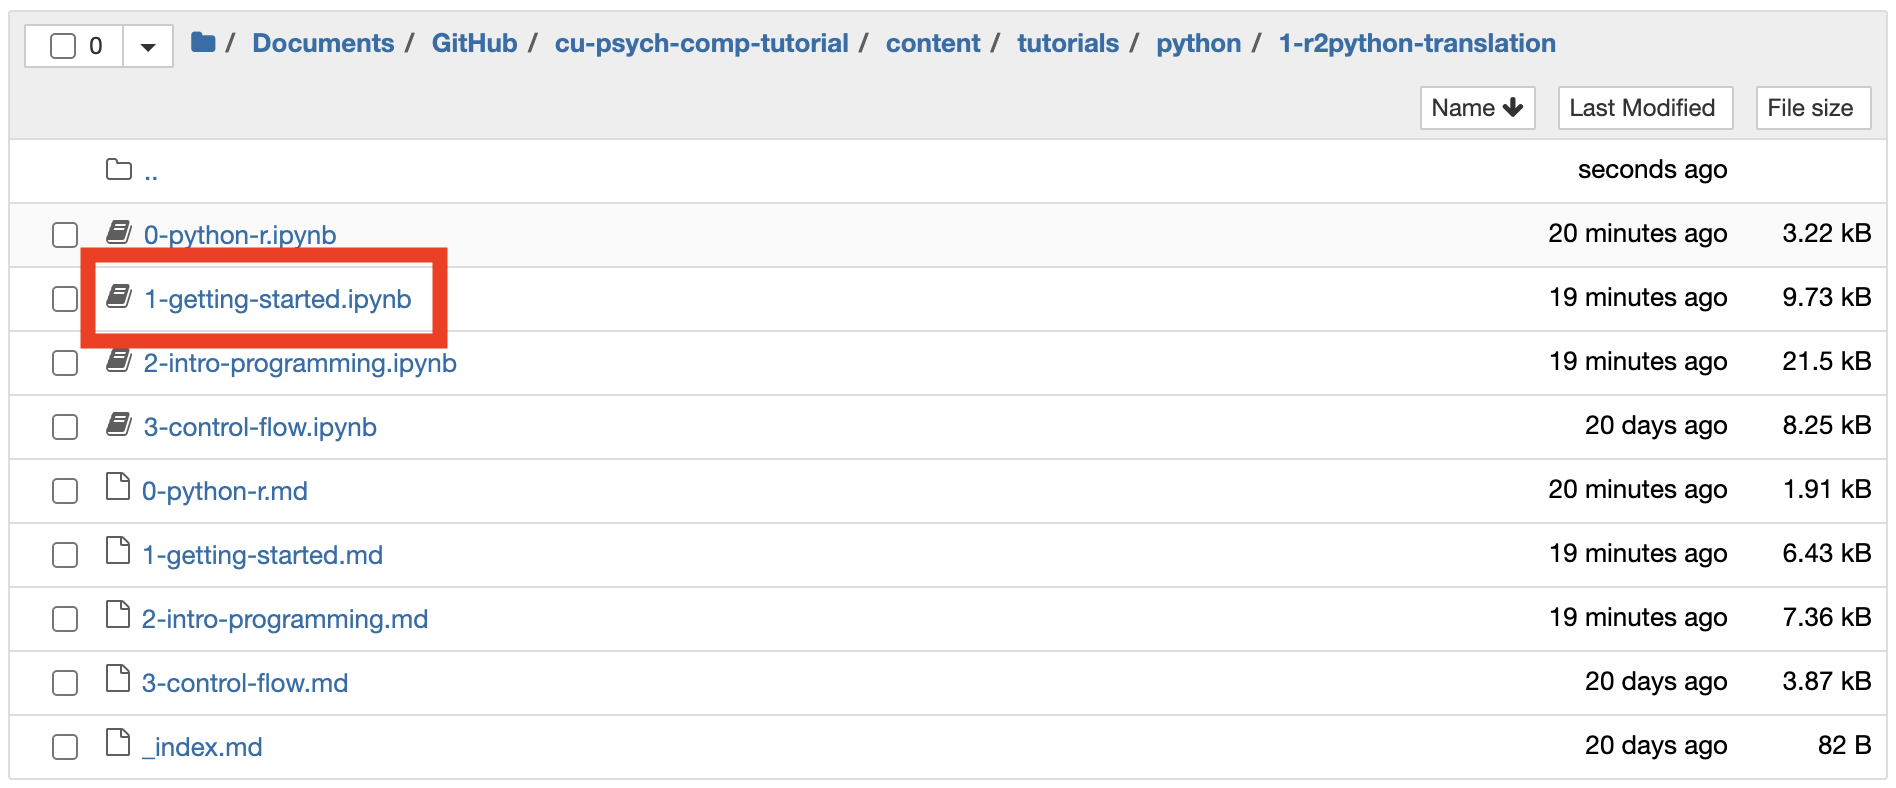 0 / Documents / GitHub / cu-psych-comp-tutorial / content / tutorials / python / 1-r2python-translation
Name Last Modified File size
.. seconds ago
0-python-r.ipynb 20 minutes ago 3.22 kB
1-getting-started.ipynb 19 minutes ago 9.73 kB
2-intro-programming.ipynb 19 minutes ago 21.5 kB
3-control-flow.ipynb 20 days ago 8.25 kB
0-python-r.md 20 minutes ago 1.91 kB
1-getting-started.md 19 minutes ago 6.43 kB
2-intro-programming.md 19 minutes ago 7.36 kB
3-control-flow.md 20 days ago 3.87 kB
_index.md 20 days ago 82 B